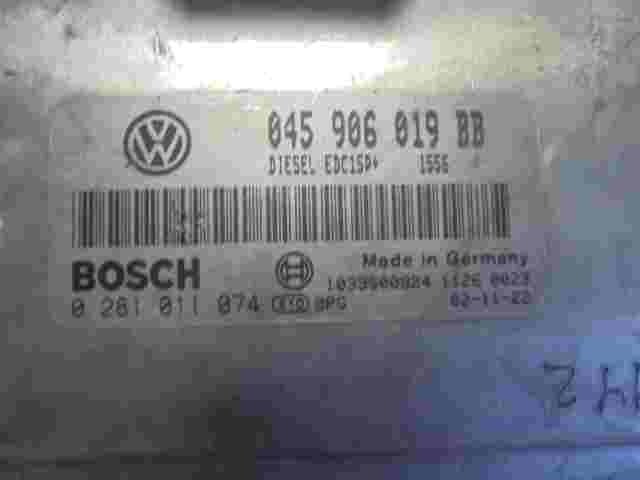 045 906 019 BB
DIESEL EDC15P+ 1556
BOSCH
Made in Germany
0 281 011 074
02-11-22